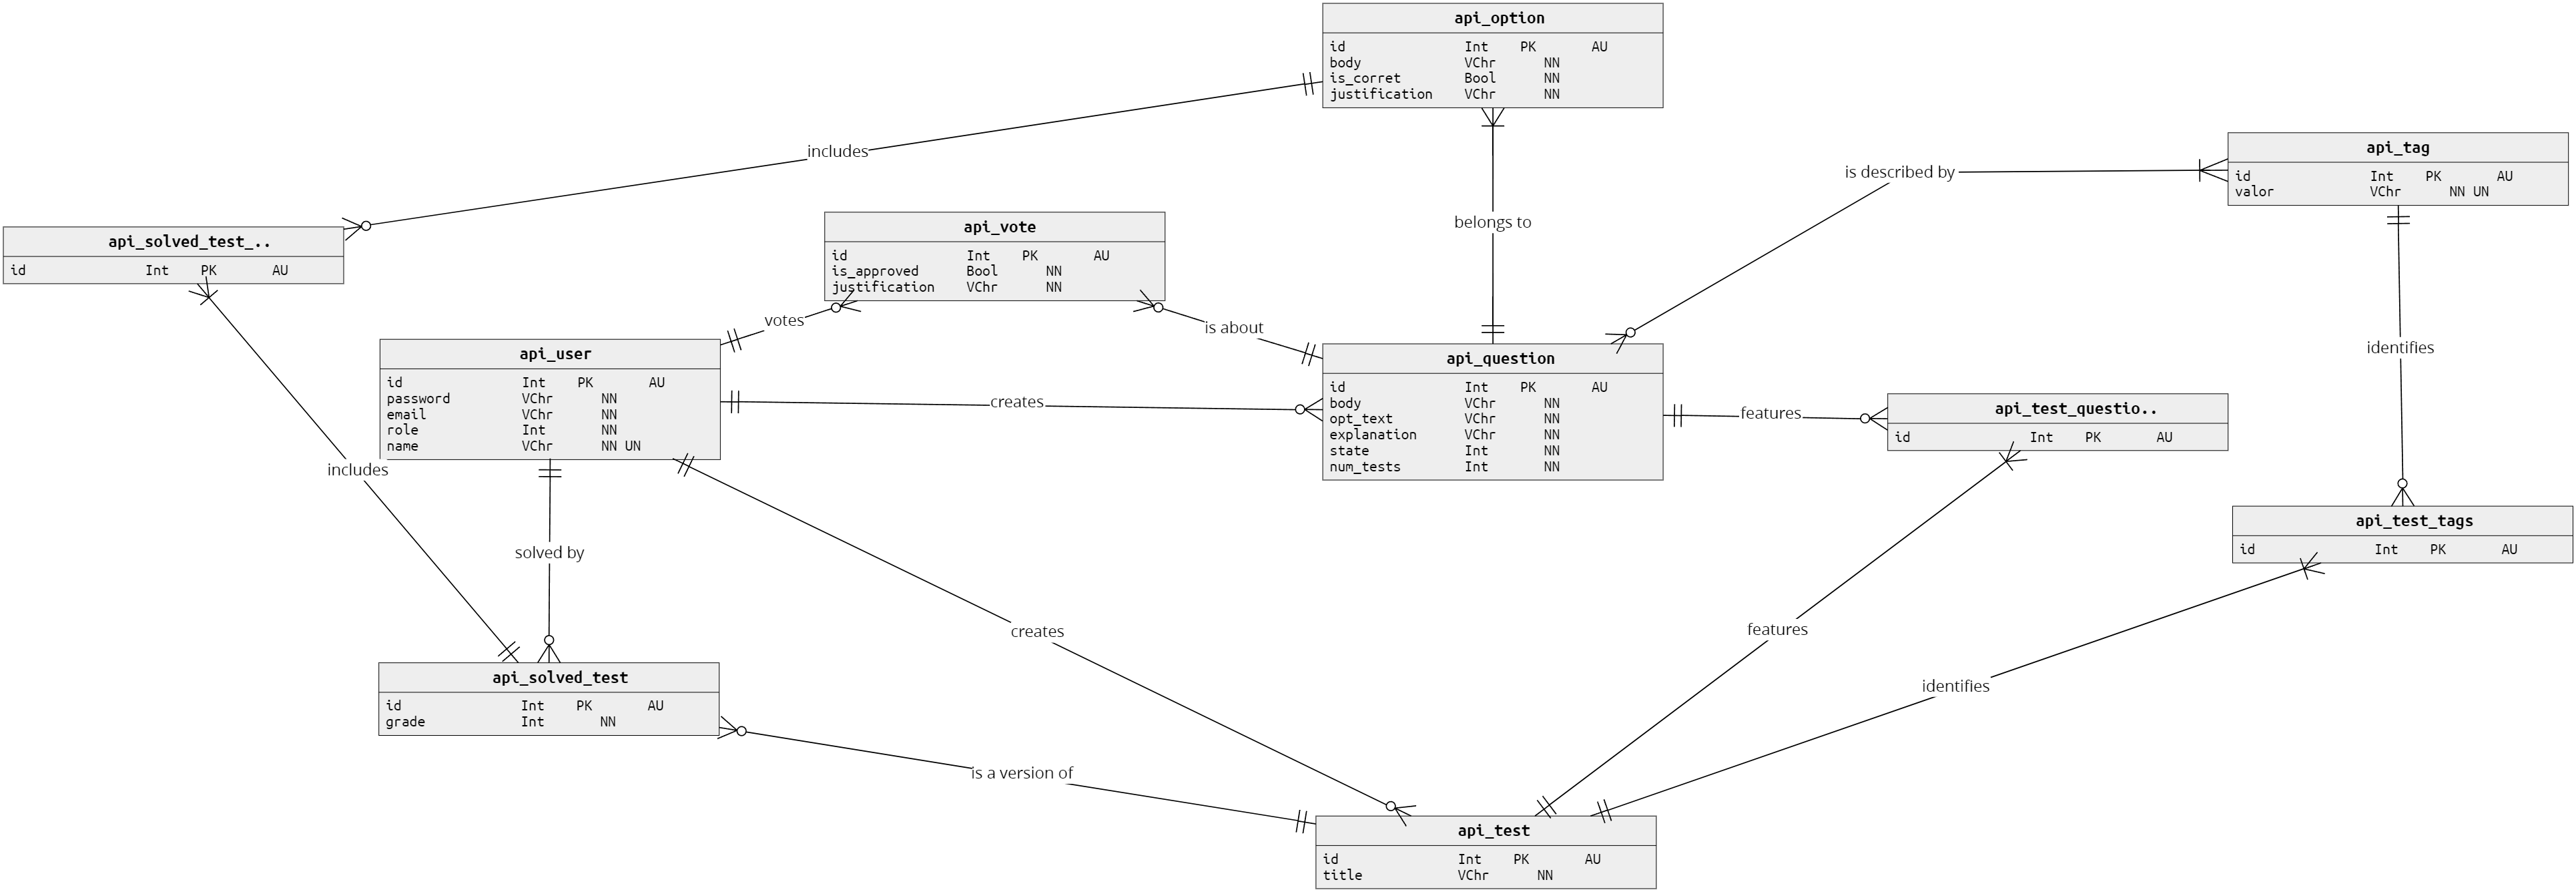 api_option
id Int PK AU
body VChr NN
is_corret Bool NN
justification VChr NN
includes
api_tag
id Int PK AU
valor VChr NN UN
is described by
belongs to
api_vote
id Int PK AU
is_approved Bool NN
justification VChr NN
api_solved_test_..
id Int PK AU
votes
is about
api_user
id Int PK AU
password VChr NN
email VChr NN
role Int NN
name VChr NN UN
creates
api_question
id Int PK AU
body VChr NN
opt_text VChr NN
explanation VChr NN
state Int NN
num_tests Int NN
identifies
features
api_test_questio..
id Int PK AU
includes
api_test_tags
id Int PK AU
solved by
creates
features
identifies
api_solved_test
id Int PK AU
grade Int NN
is a version of
api_test
id Int PK AU
title VChr NN